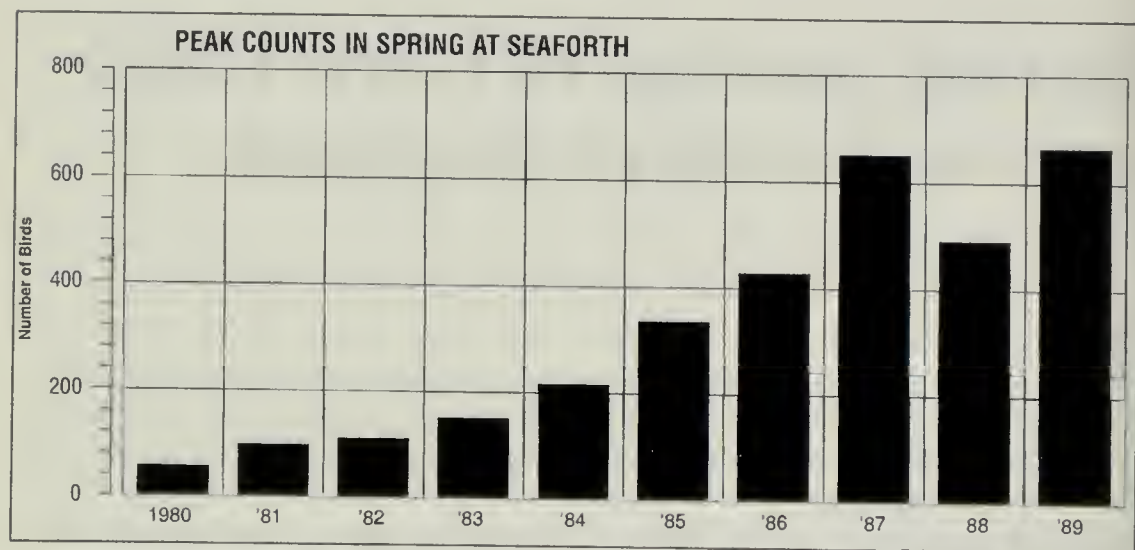 PEAK COUNTS IN SPRING AT SEAFORTH
Number of Birds
800
600
400
200
0
1980 '81 '82 '83 '84 '85 '86 '87 88 '89